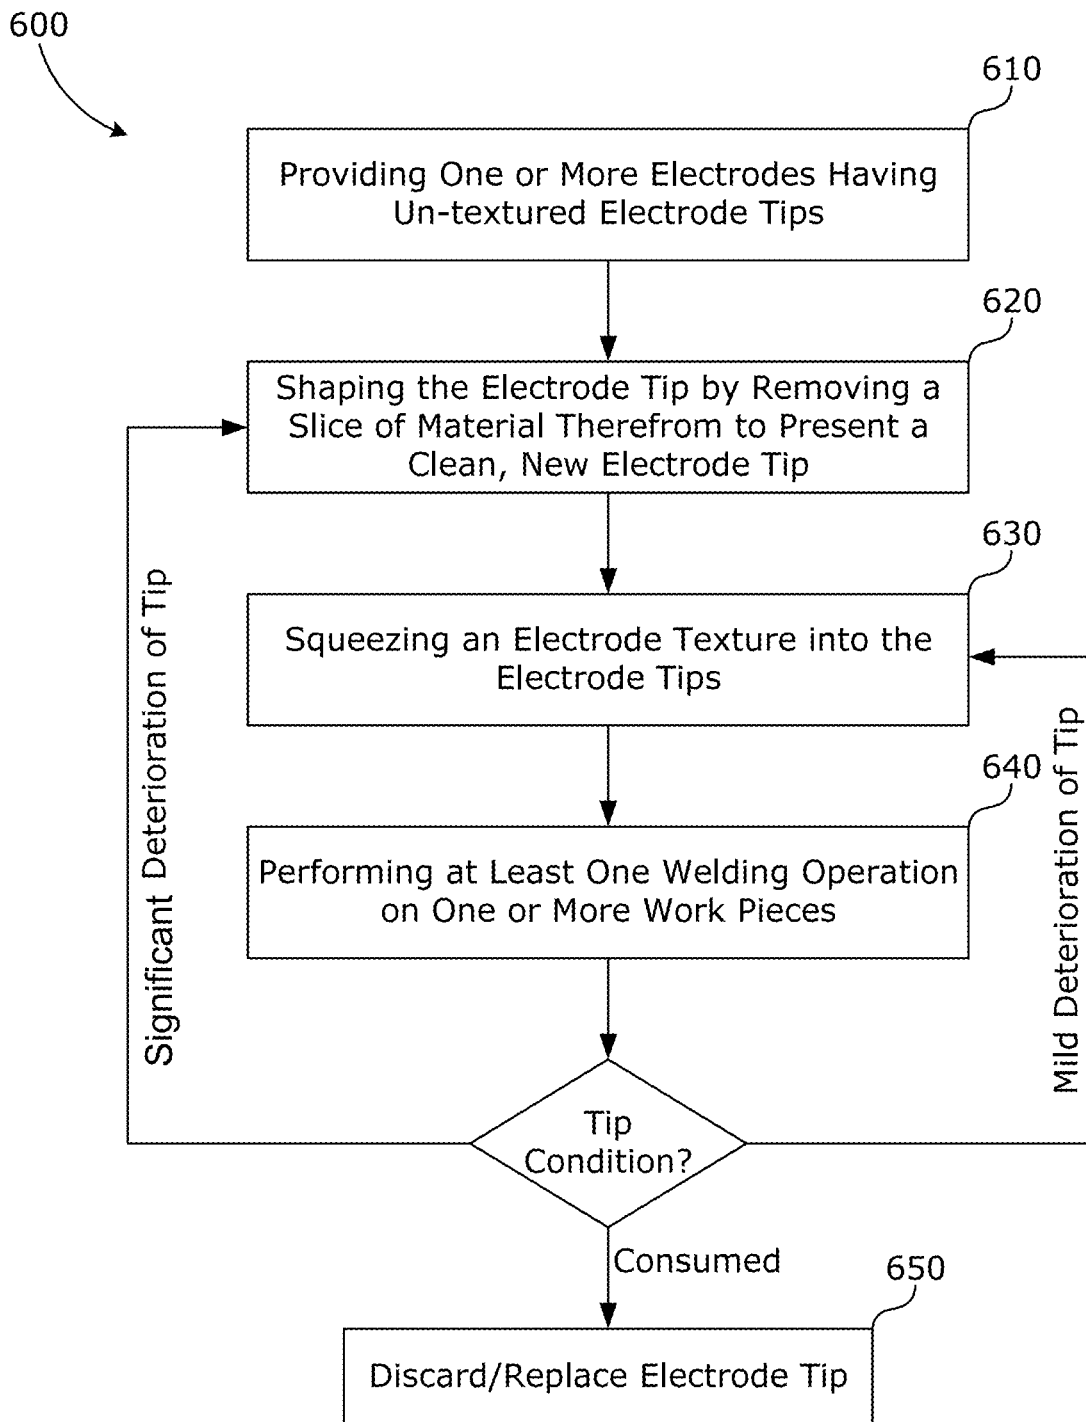 600
610
Providing One or More Electrodes Having
Un-textured Electrode Tips
620
Shaping the Electrode Tip by Removing a
Slice of Material Therefrom to Present a
Clean, New Electrode Tip
630
Squeezing an Electrode Texture into the
Electrode Tips
Significant Deterioration of Tip
Mild Deterioration of Tip
640
Performing at Least One Welding Operation
on One or More Work Pieces
Tip
Condition?
Consumed
650
Discard/Replace Electrode Tip